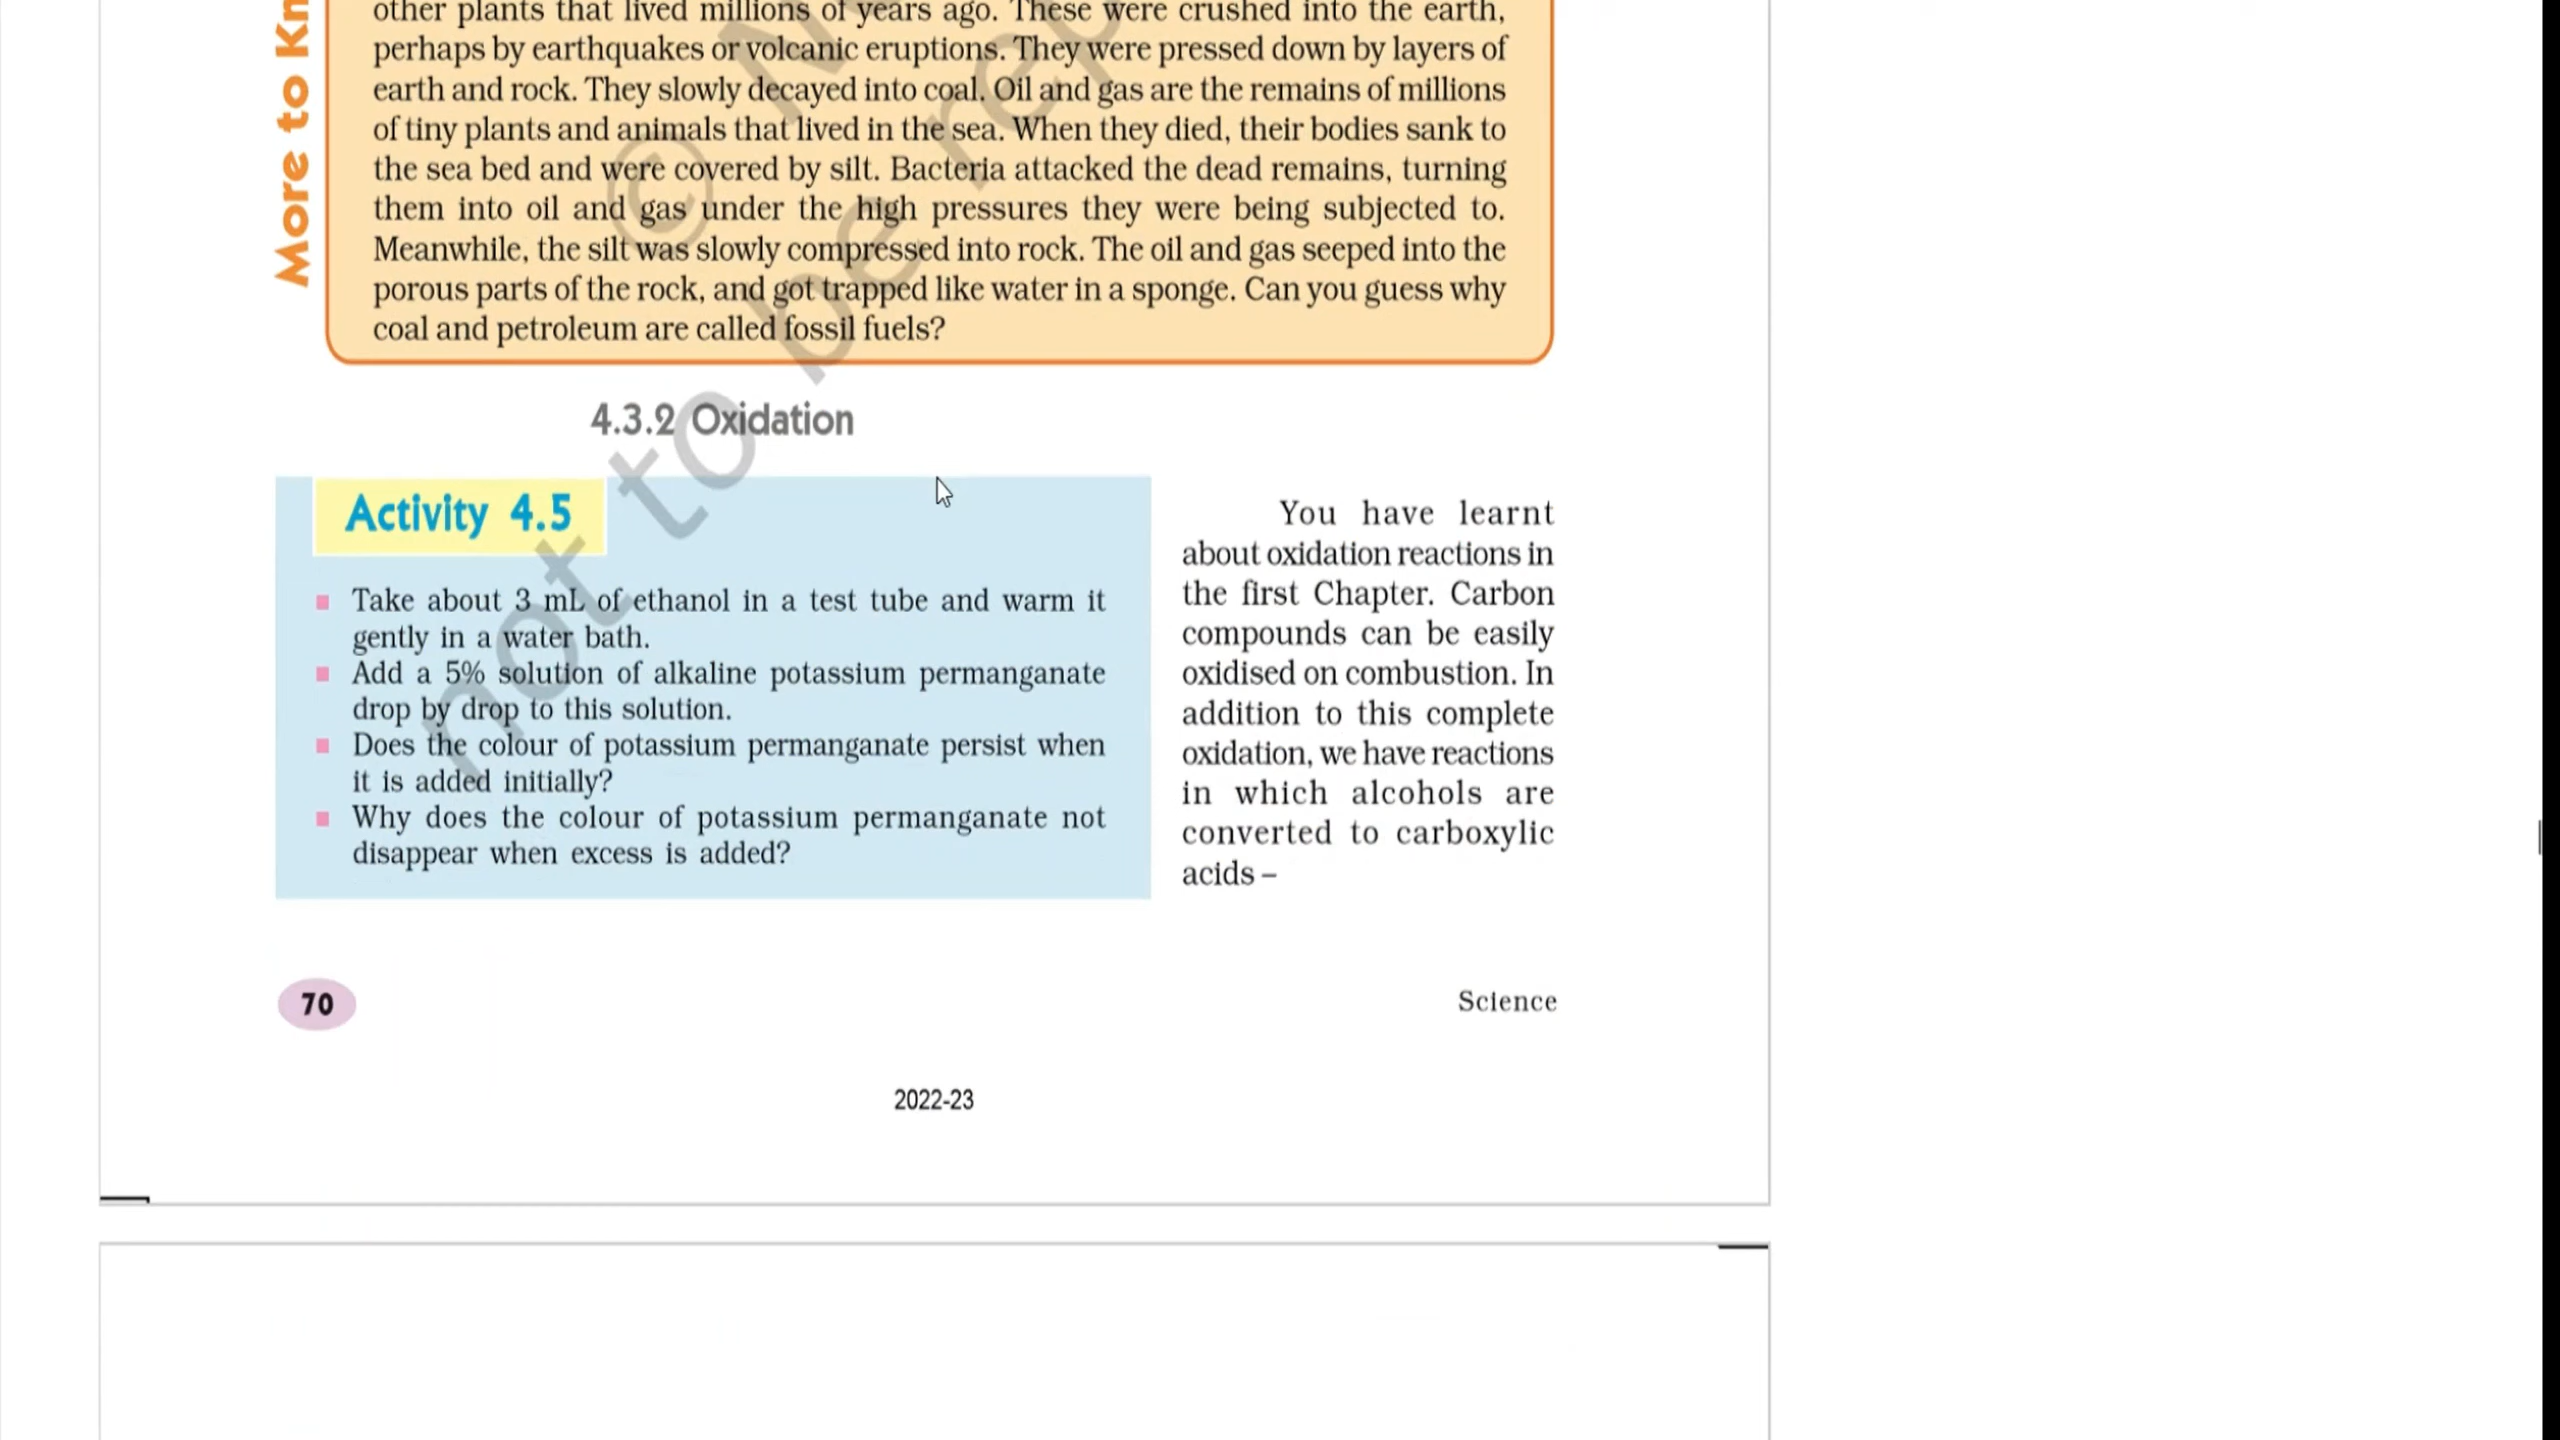 More to Kn
other plants that lived millions of years ago. These were crushed into the earth,
perhaps by earthquakes or volcanic eruptions. They were pressed down by layers of
earth and rock. They slowly decayed into coal. Oil and gas are the remains of millions
of tiny plants and animals that lived in the sea. When they died, their bodies sank to
the sea bed and were covered by silt. Bacteria attacked the dead remains, turning
them into oil and gas under the high pressures they were being subjected to.
Meanwhile, the silt was slowly compressed into rock. The oil and gas seeped into the
porous parts of the rock, and got trapped like water in a sponge. Can you guess why
coal and petroleum are called fossil fuels?
© N
not to be rep
4.3.2 Oxidation
Activity 4.5
Take about 3 mL of ethanol in a test tube and warm it
gently in a water bath.
Add a 5% solution of alkaline potassium permanganate
drop by drop to this solution.
Does the colour of potassium permanganate persist when
it is added initially?
Why does the colour of potassium permanganate not
disappear when excess is added?
You have learnt
about oxidation reactions in
the first Chapter. Carbon
compounds can be easily
oxidised on combustion. In
addition to this complete
oxidation, we have reactions
in which alcohols are
converted to carboxylic
acids –
70
Science
2022-23